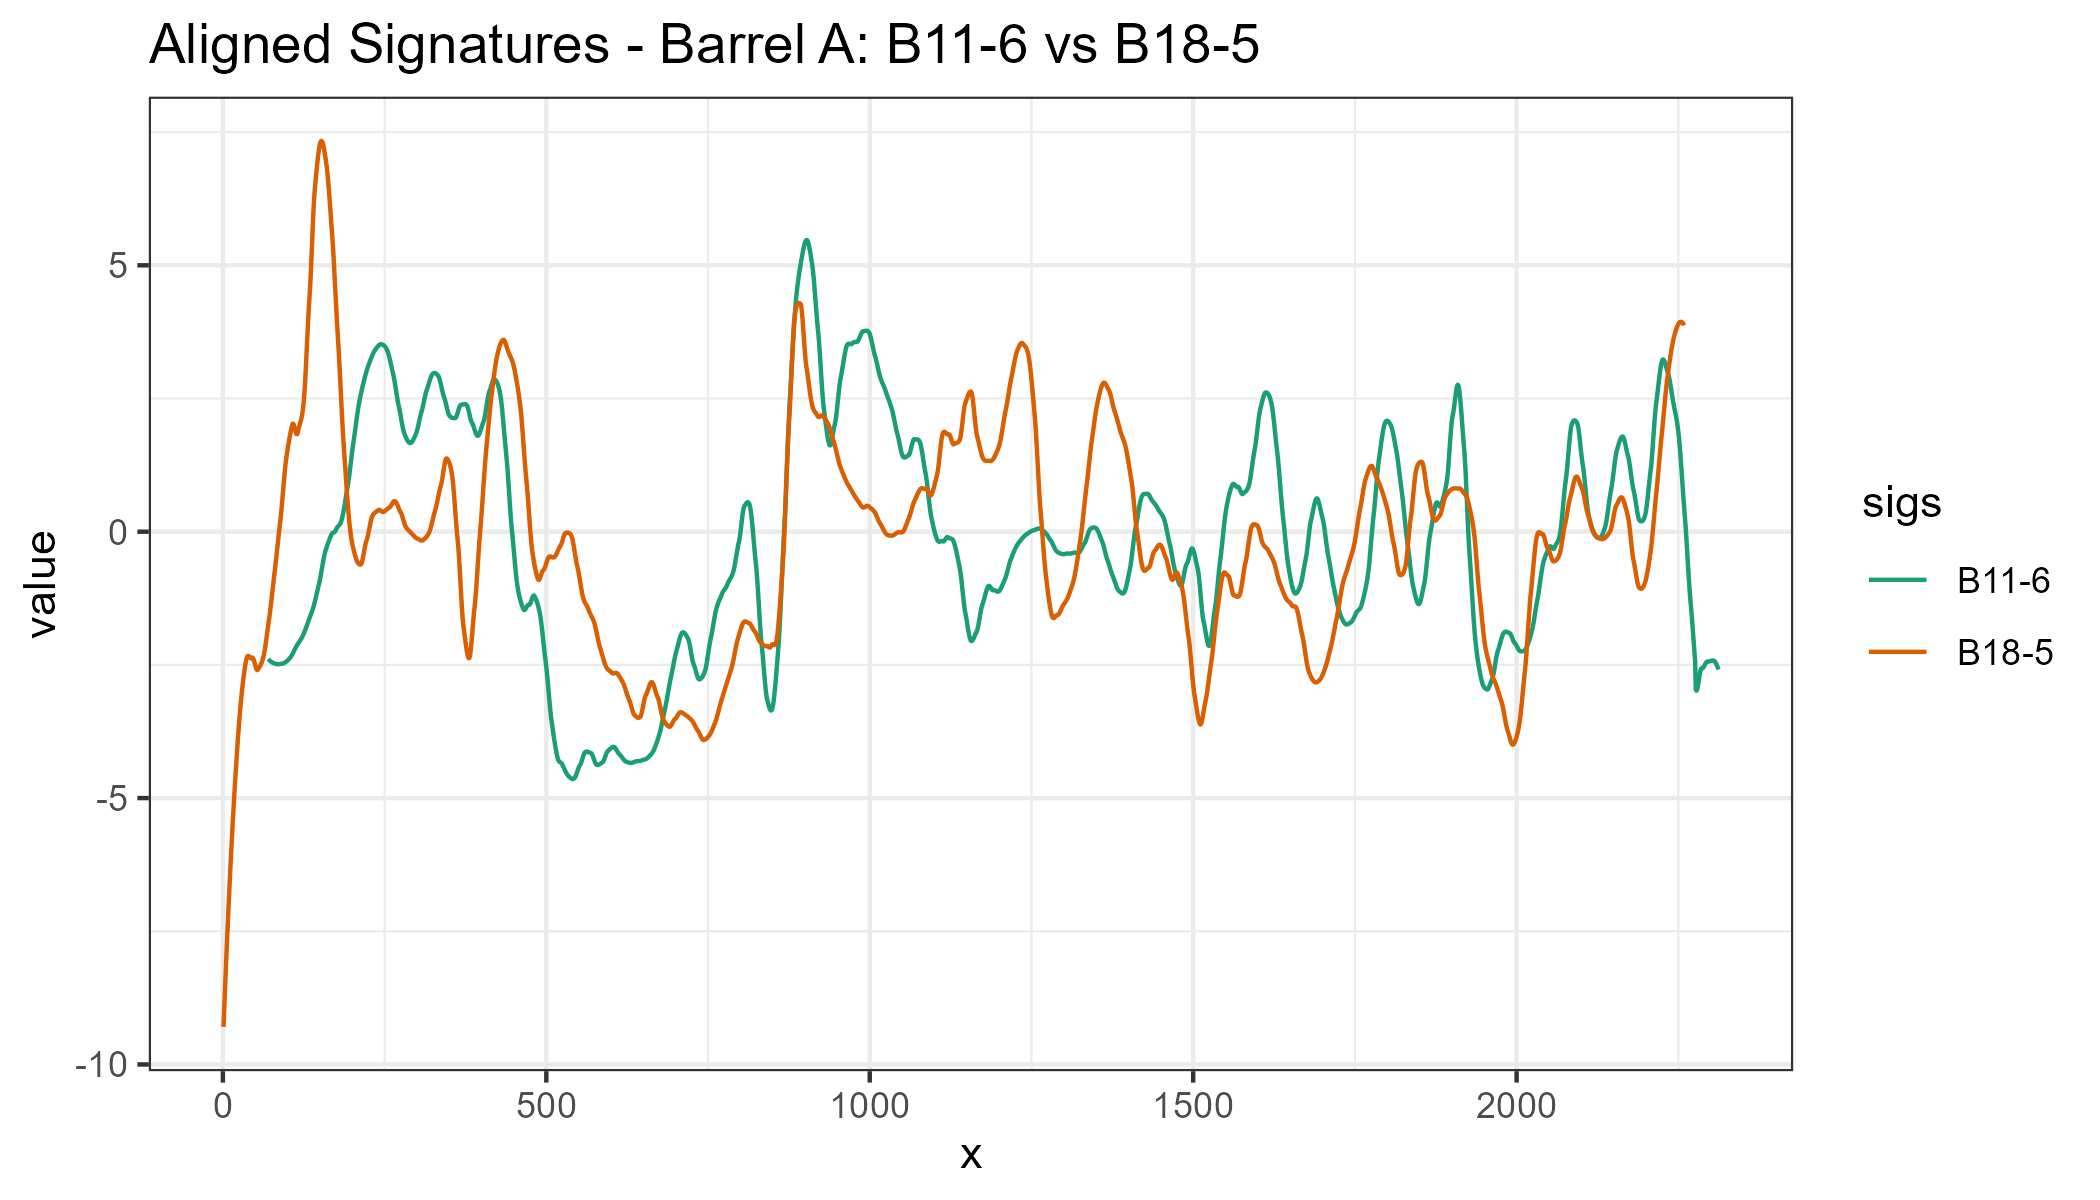 Aligned Signatures - Barrel A: B11-6 vs B18-5
value
5
0
-5
-10
0 500 1000 1500 2000
x
sigs
B11-6
B18-5